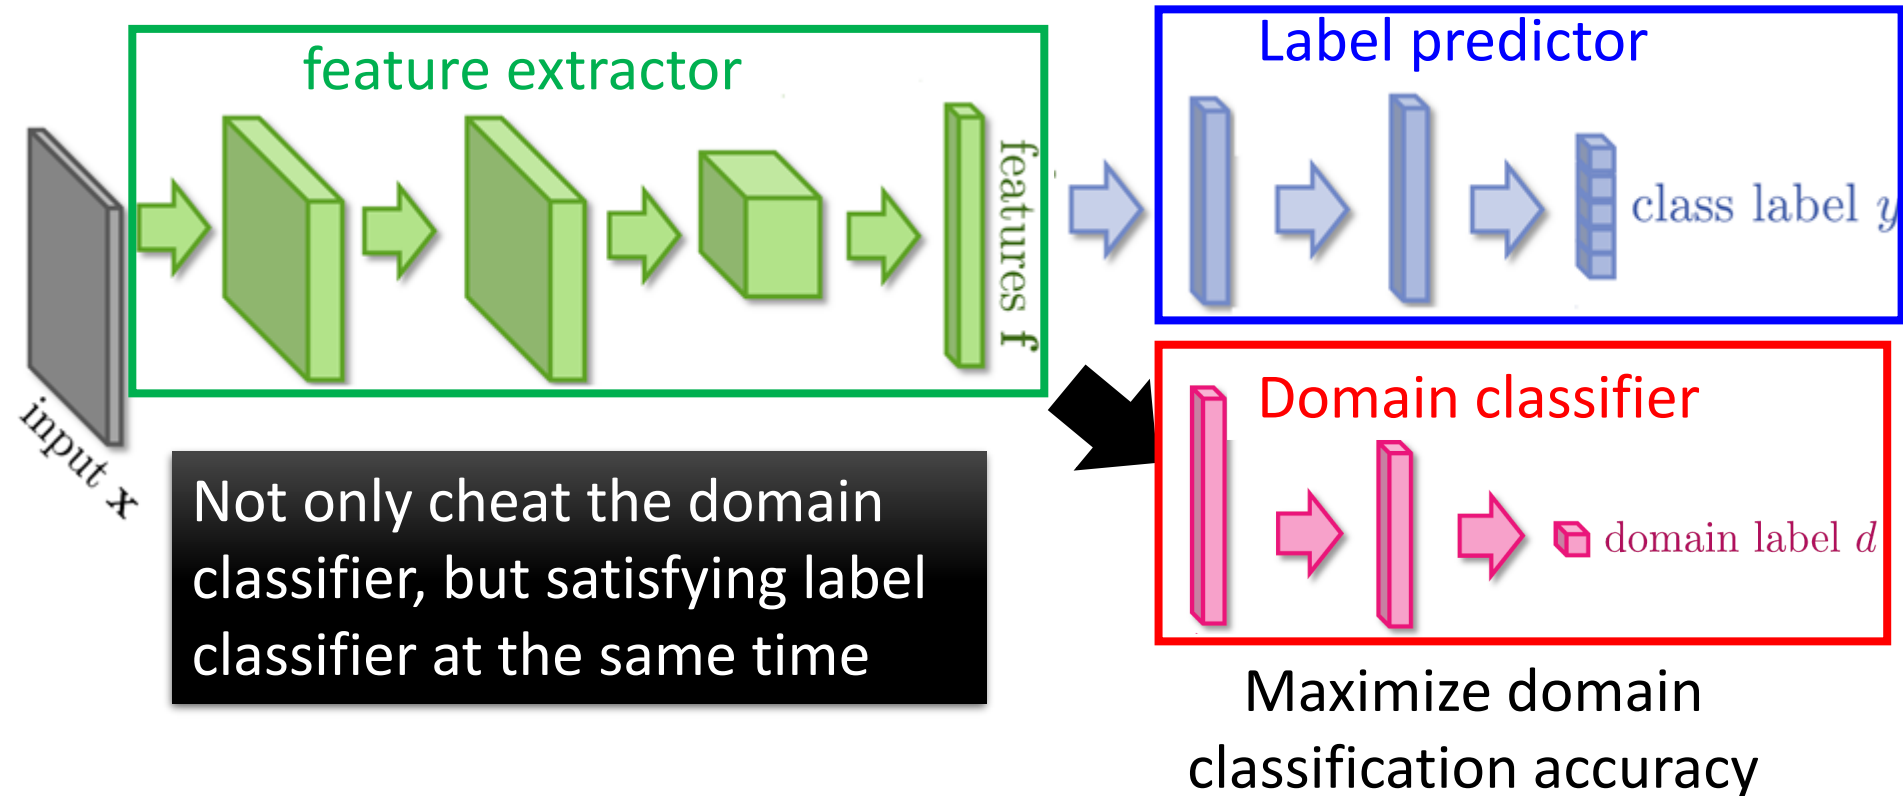 feature extractor
features f
input x
Label predictor
class label y
Domain classifier
domain label d
Not only cheat the domain
classifier, but satisfying label
classifier at the same time
Maximize domain
classification accuracy